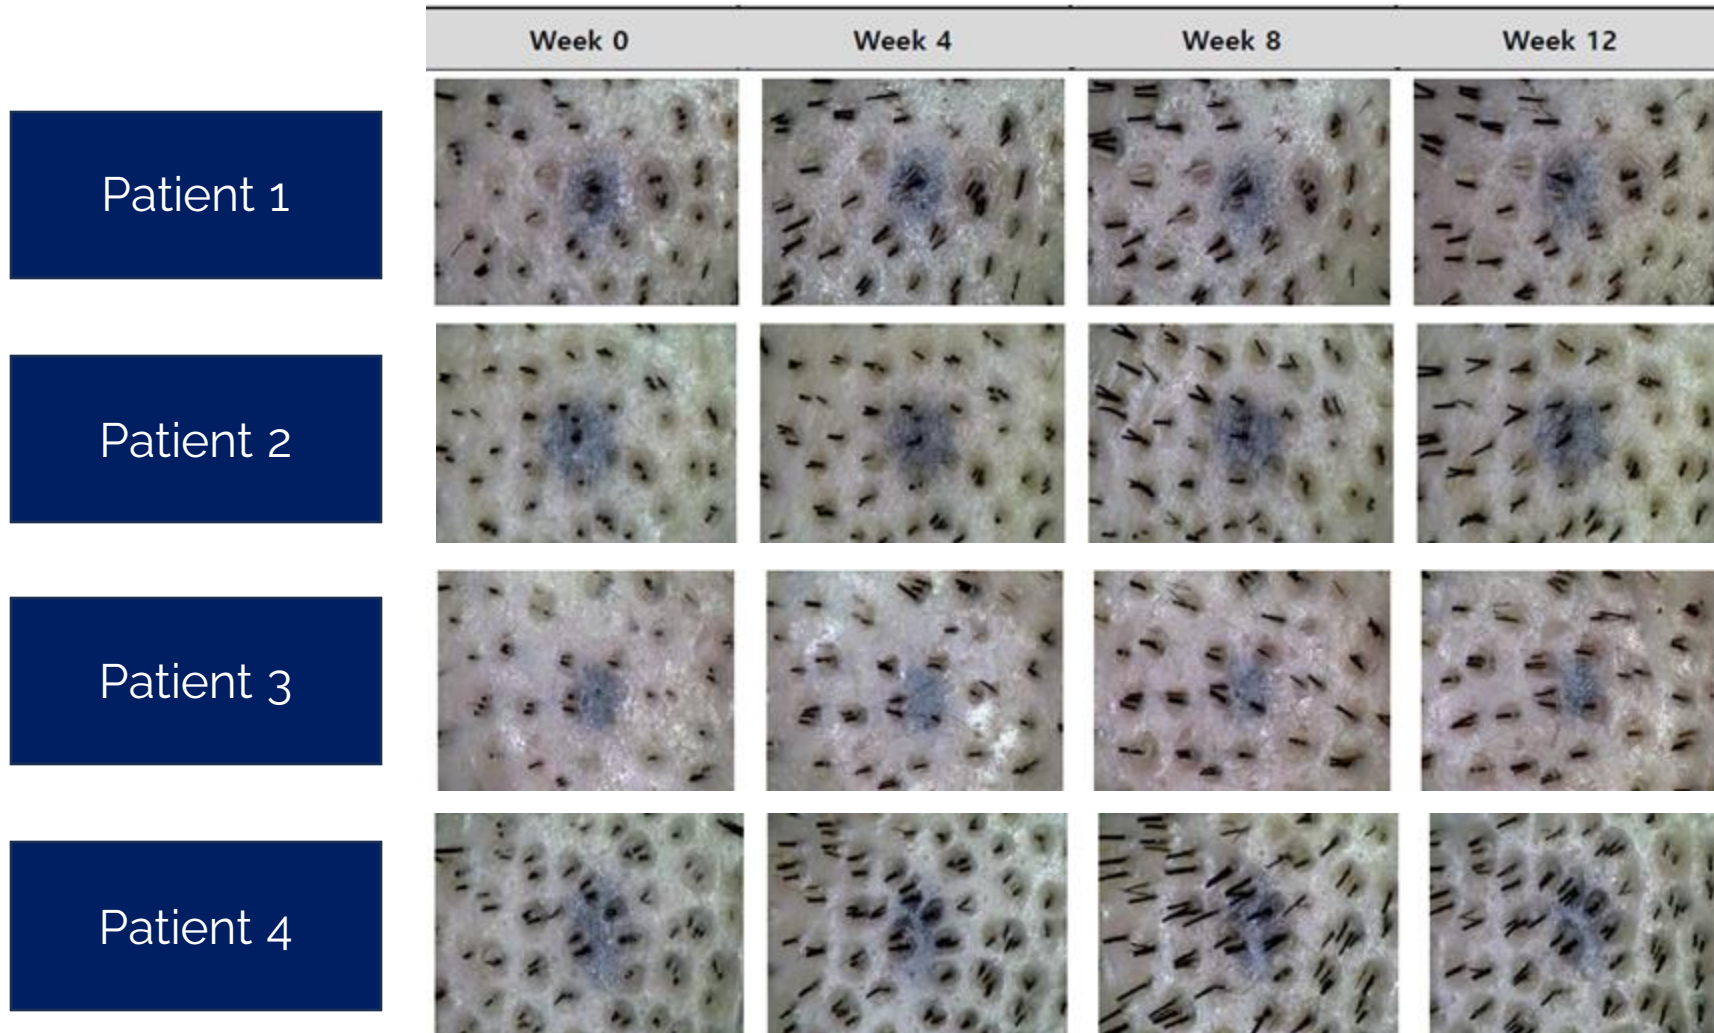 Week 0 Week 4 Week 8 Week 12
Patient 1
Patient 2
Patient 3
Patient 4